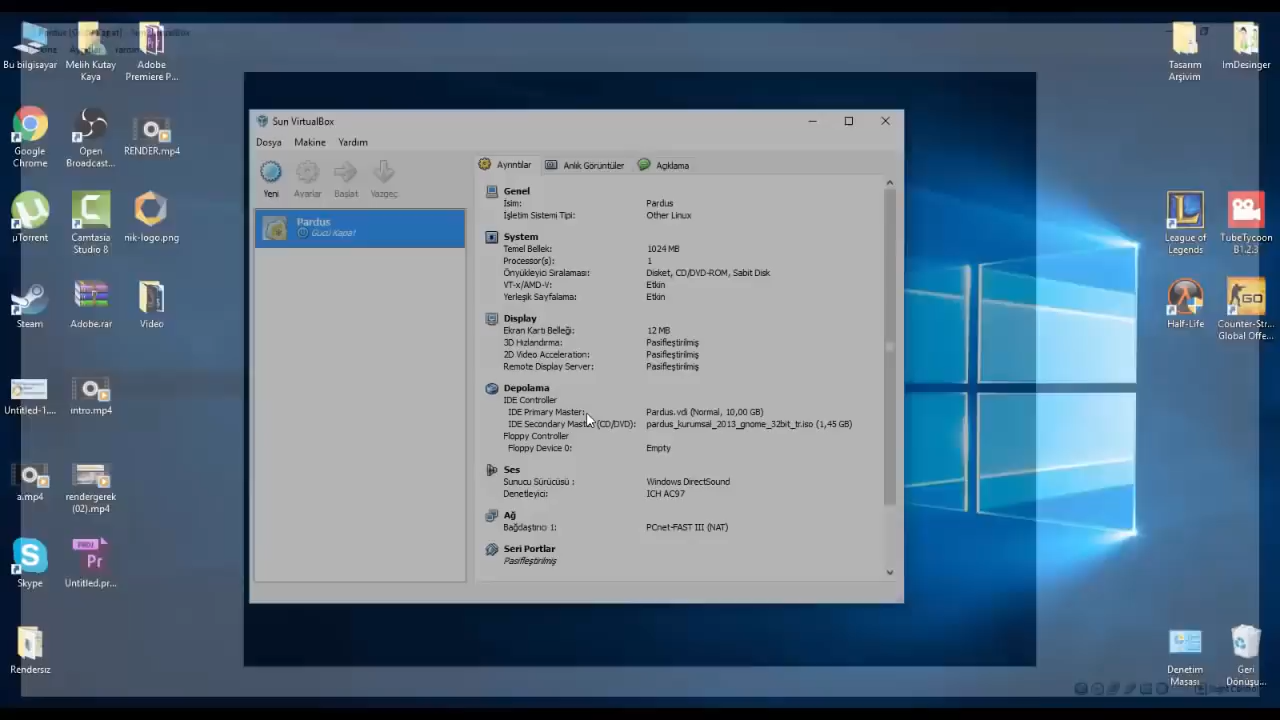 Bu bilgisayar
Melih Kutay
Kaya
Adobe
Premiere P...
Tasarım
Arşivim
ImDesinger
Google
Chrome
Open
Broadcast...
RENDER.mp4
µTorrent
Camtasia
Studio 8
nik-logo.png
League of
Legends
TubeTycoon
B1.2.3
Steam
Adobe.rar
Video
Half-Life
Counter-Str...
Global Offe...
Untitled-1....
intro.mp4
a.mp4
rendergerek
(02).mp4
Skype
Untitled.pr...
Rendersız
Denetim
Masası
Geri
Dönüşü...
Sun VirtualBox
Dosya Makine Yardım
Yeni Ayarlar Başlat Vazgeç
Ayrıntılar Anlık Görüntüler Açıklama
Pardus
Gücü Kapat
Genel
İsim: Pardus
İşletim Sistemi Tipi: Other Linux
System
Temel Bellek: 1024 MB
Processor(s): 1
Önyükleyici Sıralaması: Disket, CD/DVD-ROM, Sabit Disk
VT-x/AMD-V: Etkin
Yerleşik Sayfalama: Etkin
Display
Ekran Kartı Belleği: 12 MB
3D Hızlandırma: Pasifleştirilmiş
2D Video Acceleration: Pasifleştirilmiş
Remote Display Server: Pasifleştirilmiş
Depolama
IDE Controller
IDE Primary Master: Pardus.vdi (Normal, 10,00 GB)
IDE Secondary Master (CD/DVD): pardus_kurumsal_2013_gnome_32bit_tr.iso (1,45 GB)
Floppy Controller
Floppy Device 0: Empty
Ses
Sunucu Sürücüsü : Windows DirectSound
Denetleyici: ICH AC97
Ağ
Bağdaştırıcı 1: PCnet-FAST III (NAT)
Seri Portlar
Pasifleştirilmiş